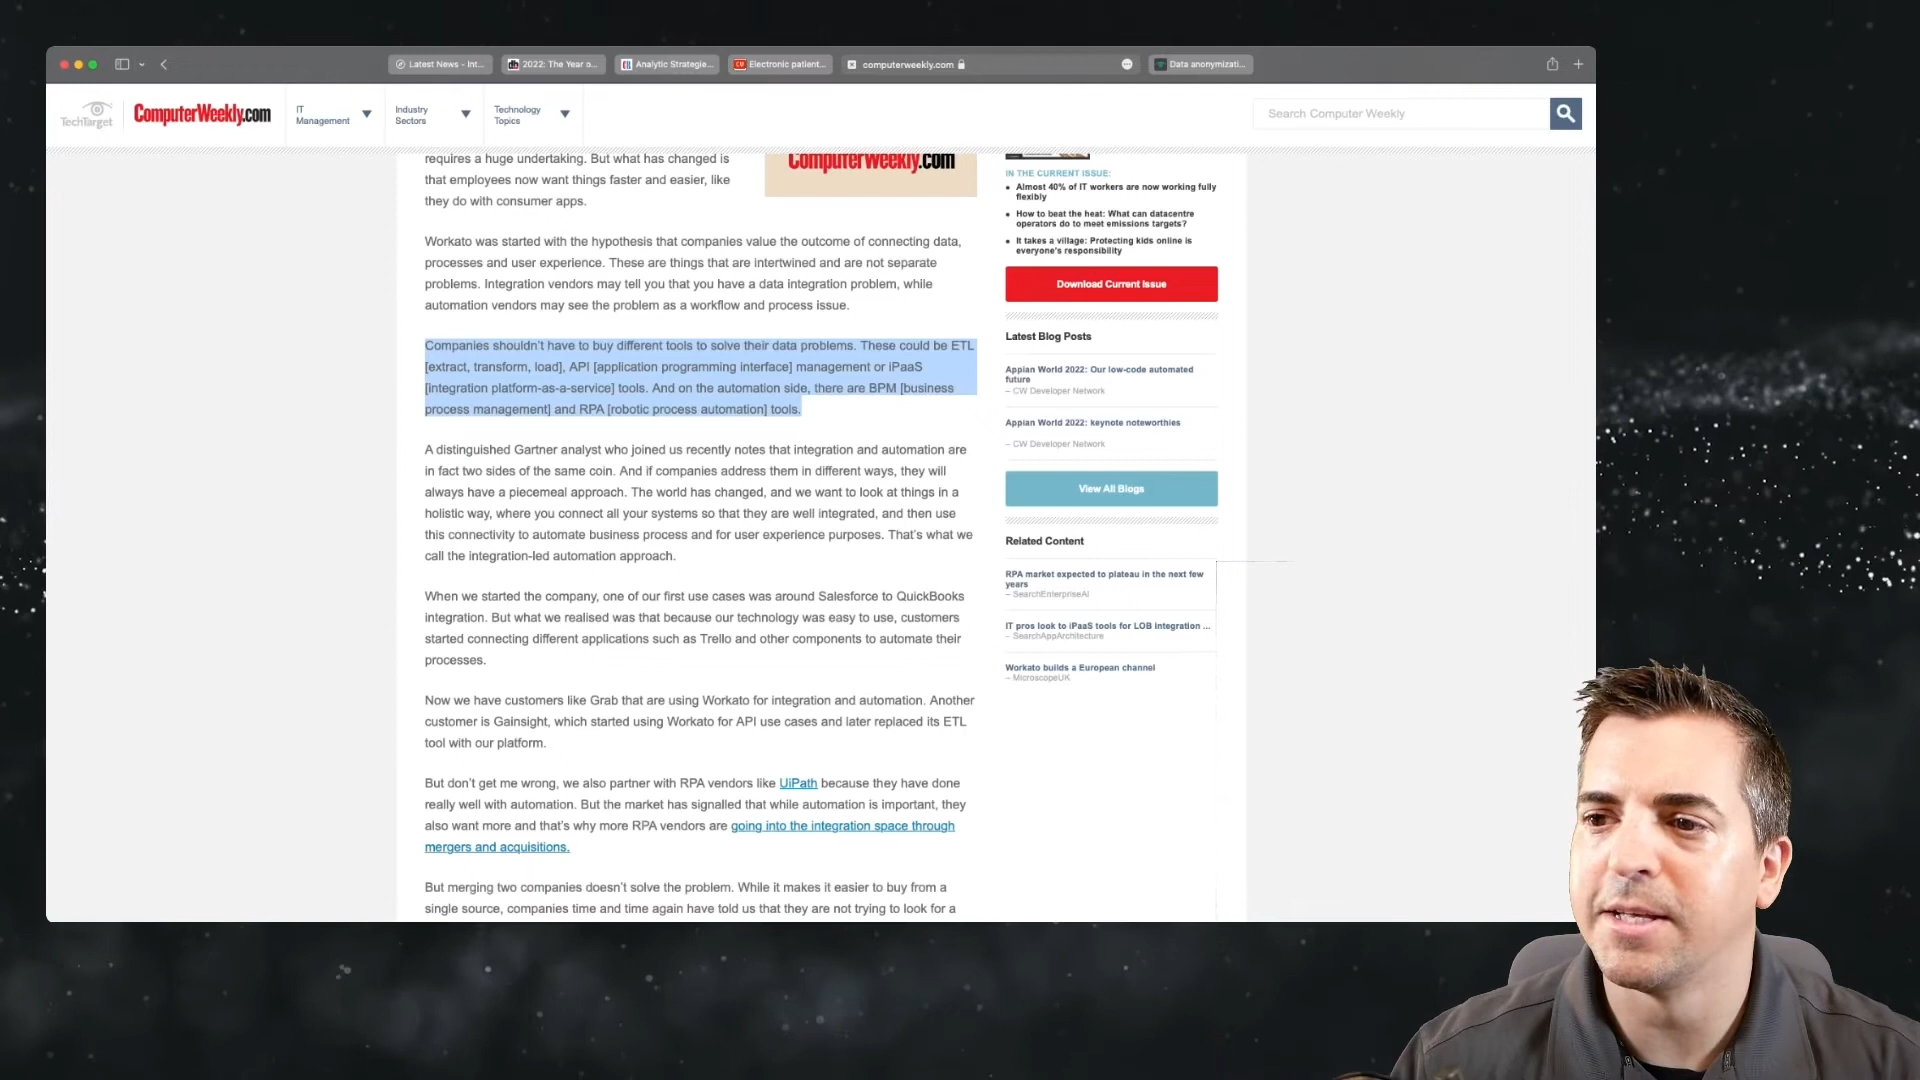 Latest News - Int...
2022: The Year o...
Analytic Strategie...
Electronic patient...
computerweekly.com
Data anonymizati...
TechTarget
ComputerWeekly.com
IT
Management
Industry
Sectors
Technology
Topics
Search Computer Weekly
requires a huge undertaking. But what has changed is
that employees now want things faster and easier, like
they do with consumer apps.
ComputerWeekly.com
Workato was started with the hypothesis that companies value the outcome of connecting data,
processes and user experience. These are things that are intertwined and are not separate
problems. Integration vendors may tell you that you have a data integration problem, while
automation vendors may see the problem as a workflow and process issue.
Companies shouldn't have to buy different tools to solve their data problems. These could be ETL
[extract, transform, load], API [application programming interface] management or iPaaS
[integration platform-as-a-service] tools. And on the automation side, there are BPM [business
process management] and RPA [robotic process automation] tools.
A distinguished Gartner analyst who joined us recently notes that integration and automation are
in fact two sides of the same coin. And if companies address them in different ways, they will
always have a piecemeal approach. The world has changed, and we want to look at things in a
holistic way, where you connect all your systems so that they are well integrated, and then use
this connectivity to automate business process and for user experience purposes. That's what we
call the integration-led automation approach.
When we started the company, one of our first use cases was around Salesforce to QuickBooks
integration. But what we realised was that because our technology was easy to use, customers
started connecting different applications such as Trello and other components to automate their
processes.
Now we have customers like Grab that are using Workato for integration and automation. Another
customer is Gainsight, which started using Workato for API use cases and later replaced its ETL
tool with our platform.
But don't get me wrong, we also partner with RPA vendors like UiPath because they have done
really well with automation. But the market has signalled that while automation is important, they
also want more and that's why more RPA vendors are going into the integration space through
mergers and acquisitions.
But merging two companies doesn't solve the problem. While it makes it easier to buy from a
single source, companies time and time again have told us that they are not trying to look for a
IN THE CURRENT ISSUE:
Almost 40% of IT workers are now working fully
flexibly
How to beat the heat: What can datacentre
operators do to meet emissions targets?
It takes a village: Protecting kids online is
everyone's responsibility
Download Current Issue
Latest Blog Posts
Appian World 2022: Our low-code automated
future
– CW Developer Network
Appian World 2022: keynote noteworthies
– CW Developer Network
View All Blogs
Related Content
RPA market expected to plateau in the next few
years
– SearchEnterpriseAI
IT pros look to iPaaS tools for LOB integration ...
– SearchAppArchitecture
Workato builds a European channel
– MicroscopeUK